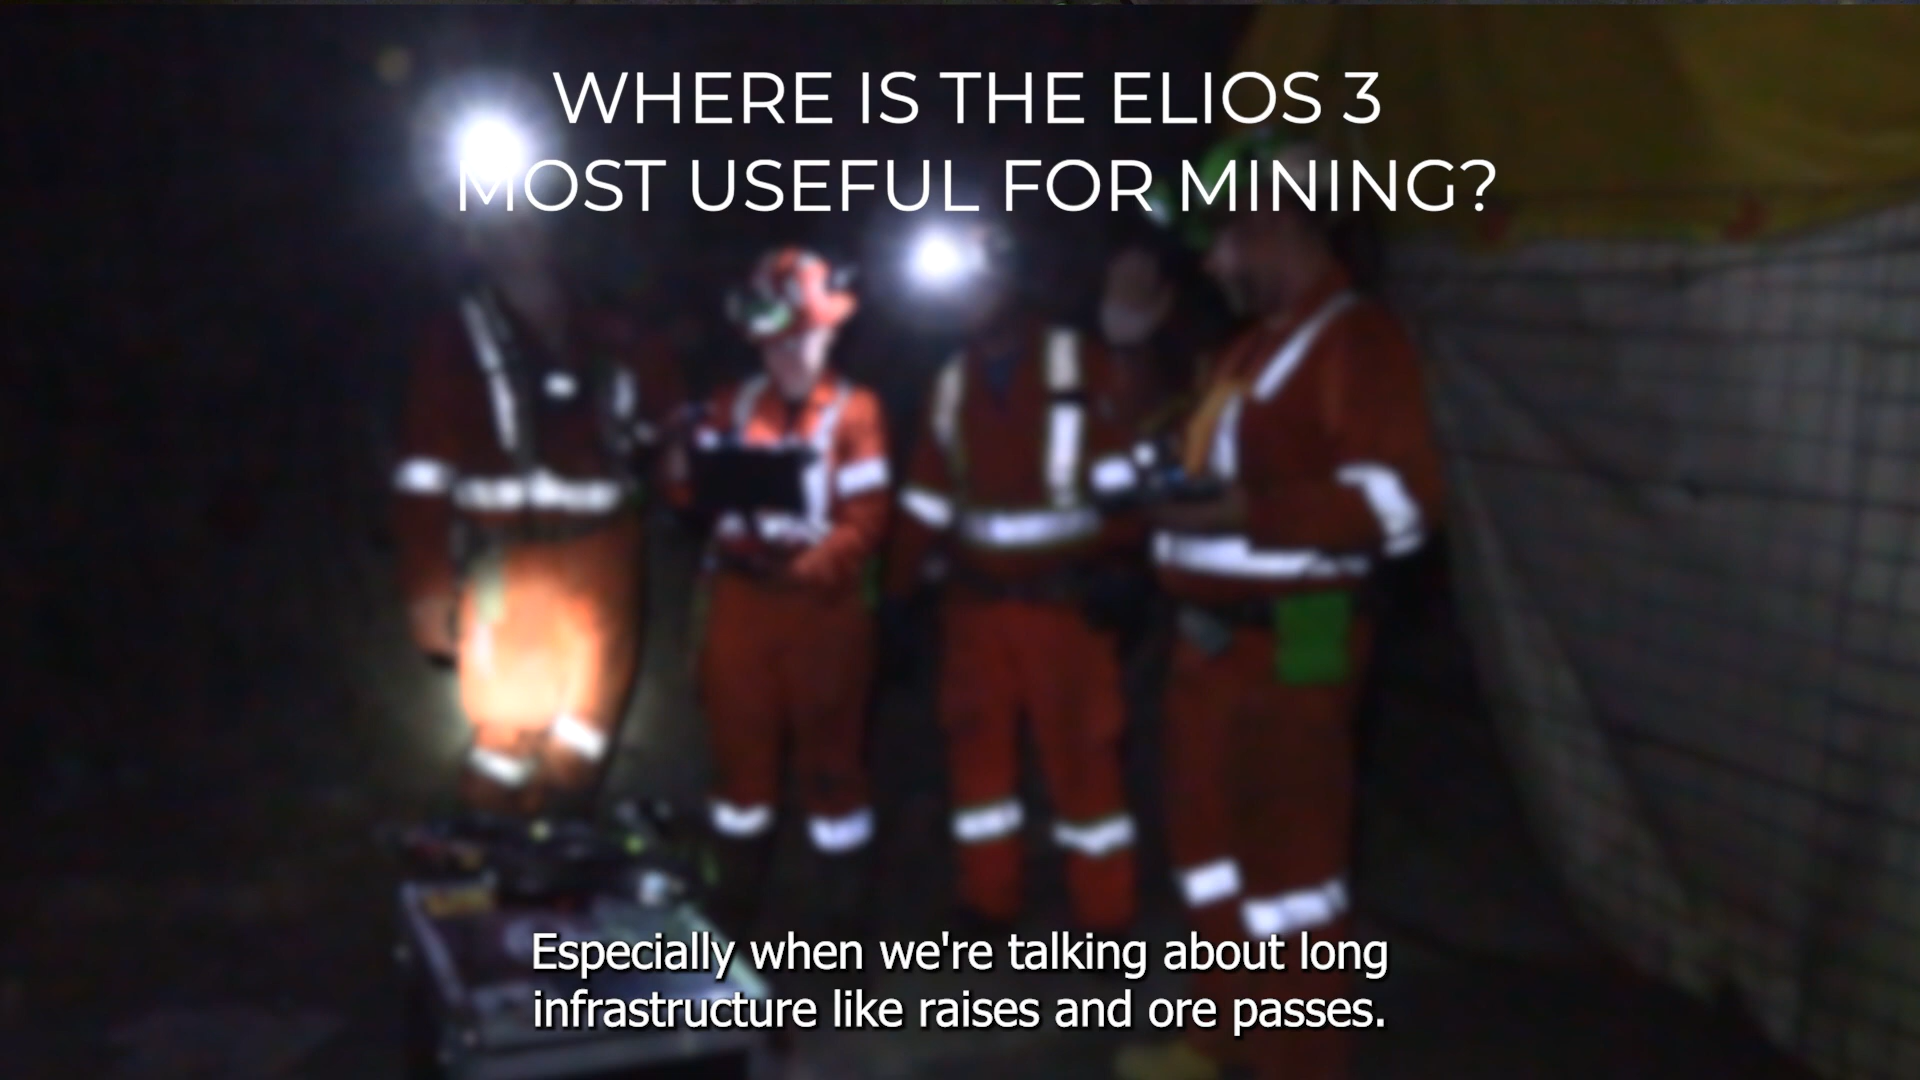 WHERE IS THE ELIOS 3
MOST USEFUL FOR MINING?
Especially when we're talking about long
infrastructure like raises and ore passes.